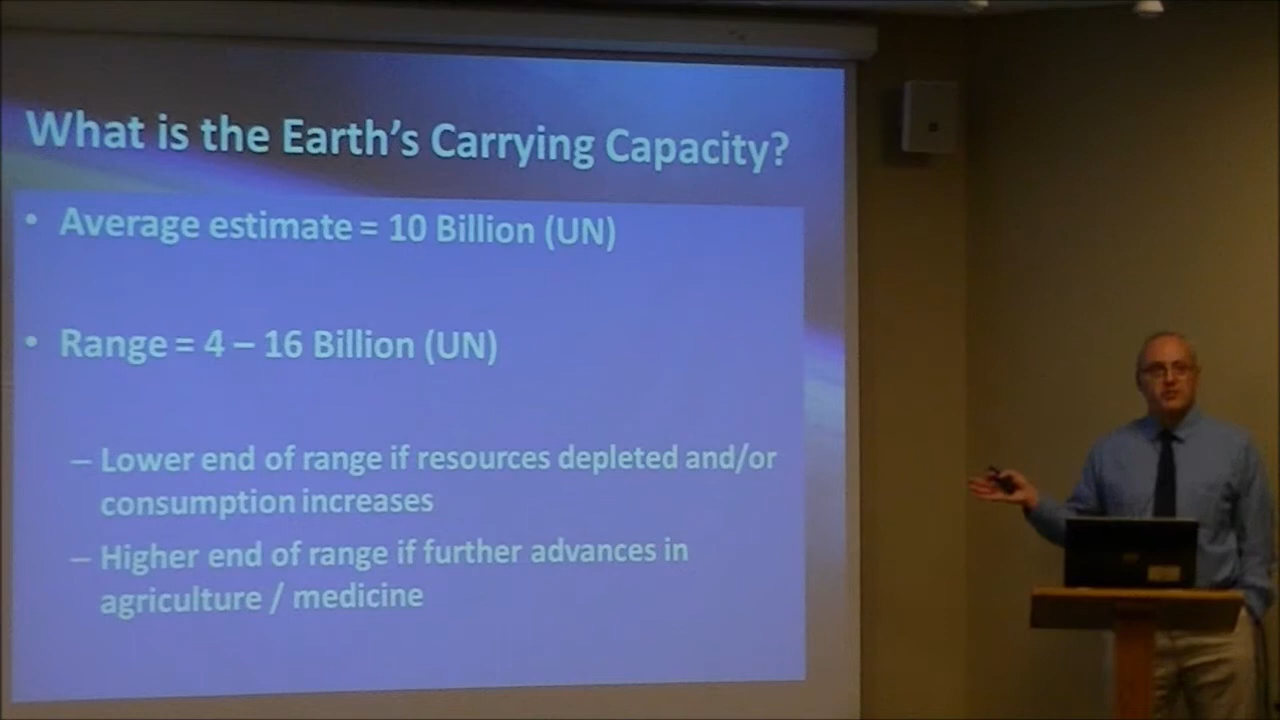 What is the Earth's Carrying Capacity?
• Average estimate = 10 Billion (UN)
• Range = 4 – 16 Billion (UN)
– Lower end of range if resources depleted and/or
consumption increases
– Higher end of range if further advances in
agriculture / medicine